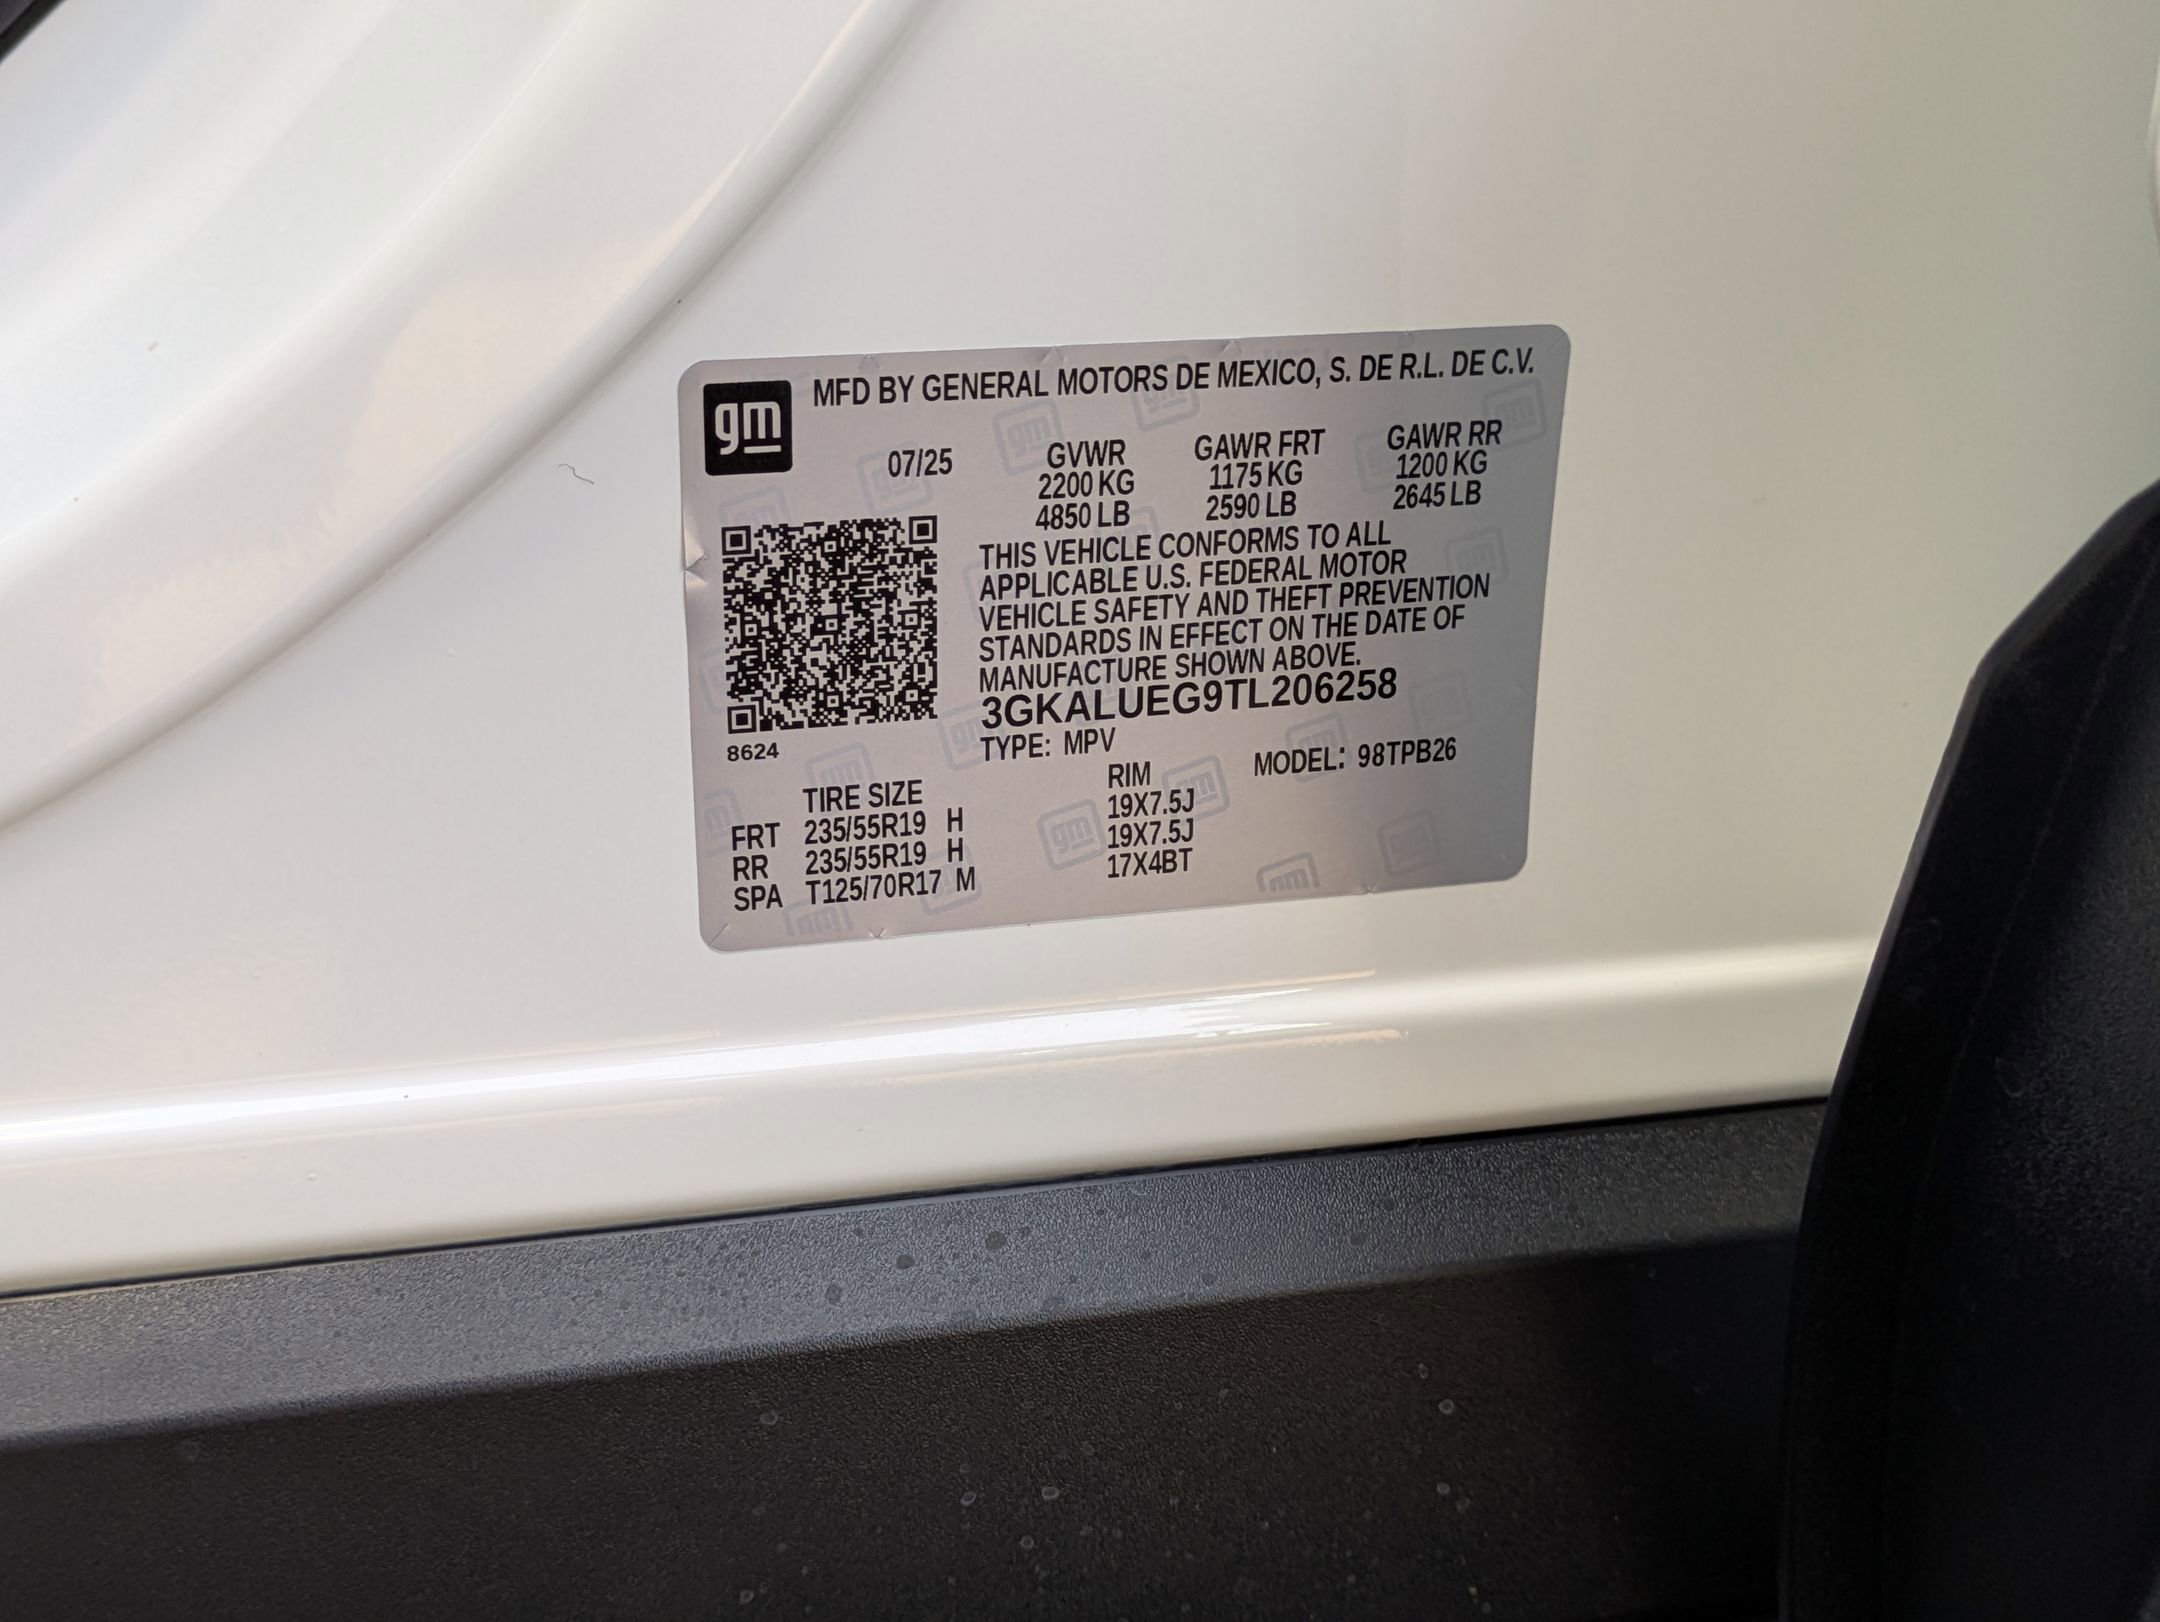 gm
MFD BY GENERAL MOTORS DE MEXICO, S. DE R.L. DE C.V.
07/25 GVWR GAWR FRT GAWR RR
2200 KG 1175 KG 1200 KG
4850 LB 2590 LB 2645 LB
THIS VEHICLE CONFORMS TO ALL
APPLICABLE U.S. FEDERAL MOTOR
VEHICLE SAFETY AND THEFT PREVENTION
STANDARDS IN EFFECT ON THE DATE OF
MANUFACTURE SHOWN ABOVE.
3GKALUEG9TL206258
8624
TYPE: MPV MODEL: 98TPB26
TIRE SIZE RIM
FRT 235/55R19 H 19X7.5J
RR 235/55R19 H 19X7.5J
SPA T125/70R17 M 17X4BT